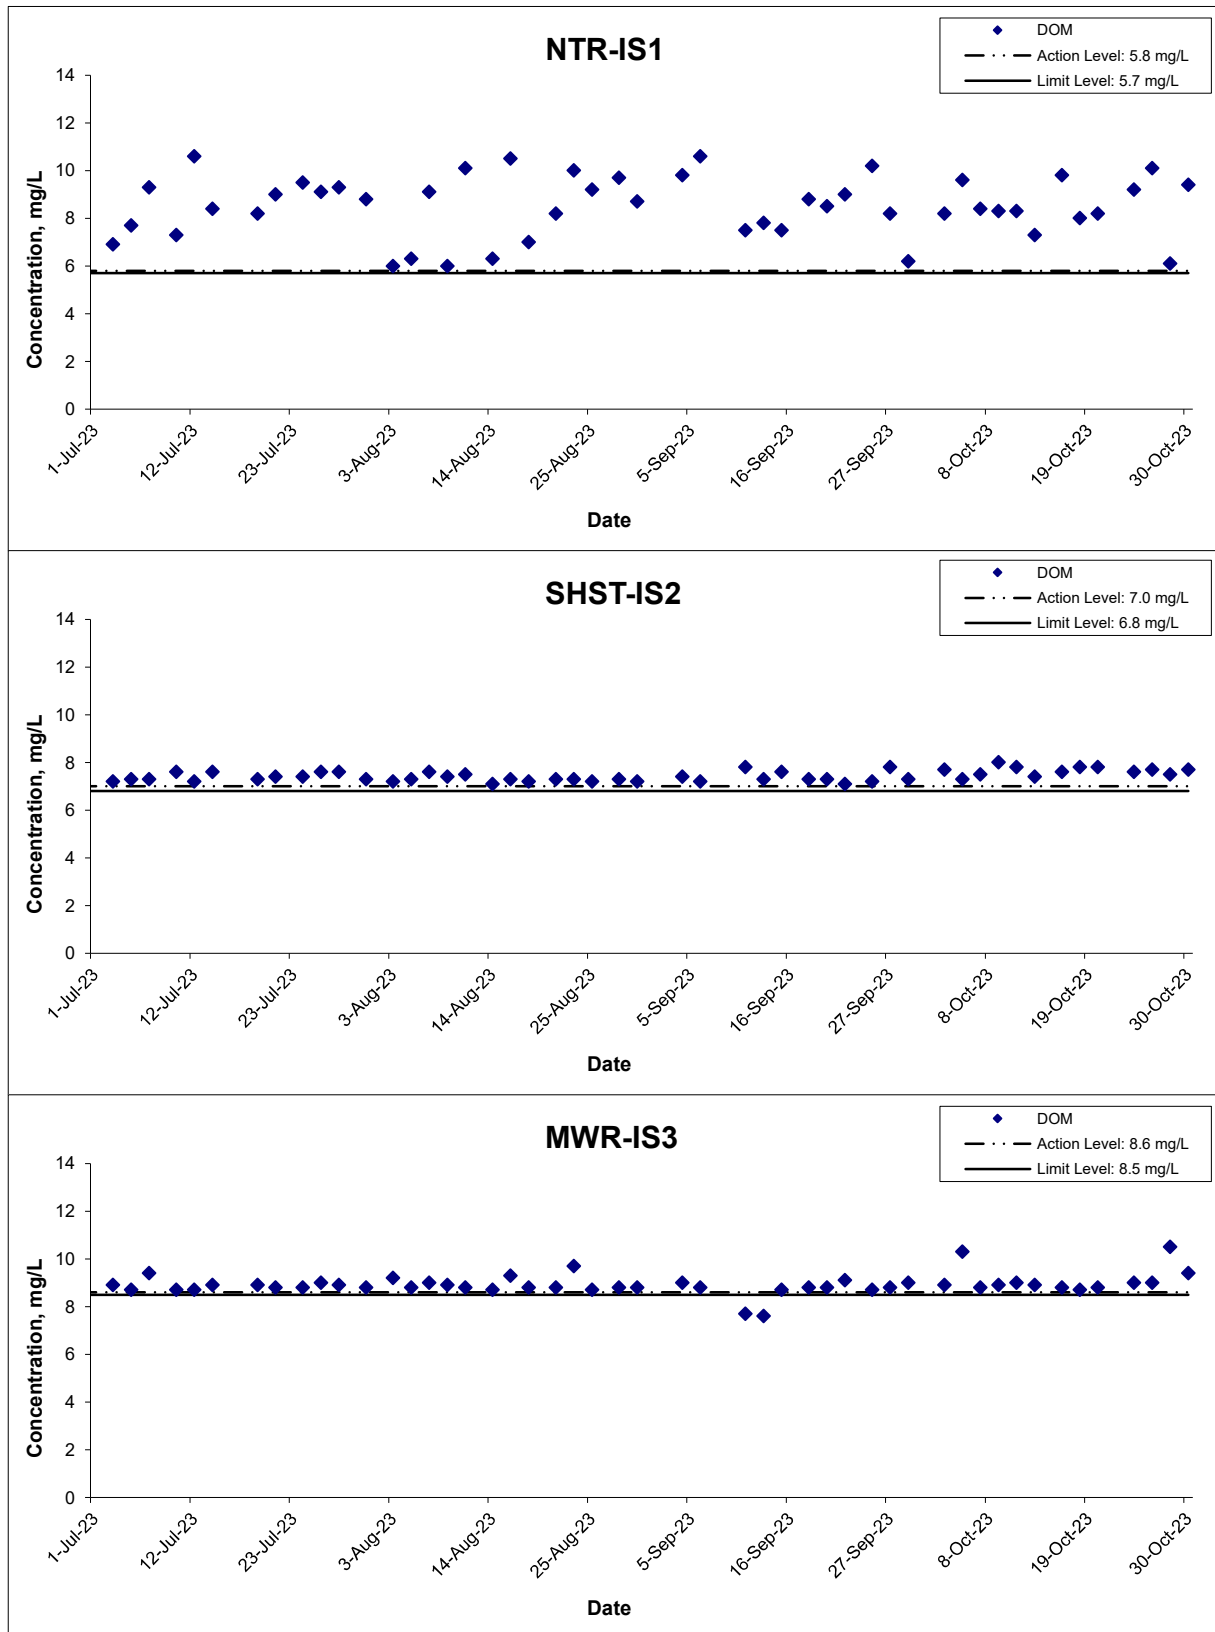 NTR-IS1
DOM
Action Level: 5.8 mg/L
Limit Level: 5.7 mg/L
Concentration, mg/L
14
12
10
8
6
4
2
0
1-Jul-23
12-Jul-23
23-Jul-23
3-Aug-23
14-Aug-23
25-Aug-23
5-Sep-23
16-Sep-23
27-Sep-23
8-Oct-23
19-Oct-23
30-Oct-23
Date
SHST-IS2
DOM
Action Level: 7.0 mg/L
Limit Level: 6.8 mg/L
Concentration, mg/L
14
12
10
8
6
4
2
0
1-Jul-23
12-Jul-23
23-Jul-23
3-Aug-23
14-Aug-23
25-Aug-23
5-Sep-23
16-Sep-23
27-Sep-23
8-Oct-23
19-Oct-23
30-Oct-23
Date
MWR-IS3
DOM
Action Level: 8.6 mg/L
Limit Level: 8.5 mg/L
Concentration, mg/L
14
12
10
8
6
4
2
0
1-Jul-23
12-Jul-23
23-Jul-23
3-Aug-23
14-Aug-23
25-Aug-23
5-Sep-23
16-Sep-23
27-Sep-23
8-Oct-23
19-Oct-23
30-Oct-23
Date